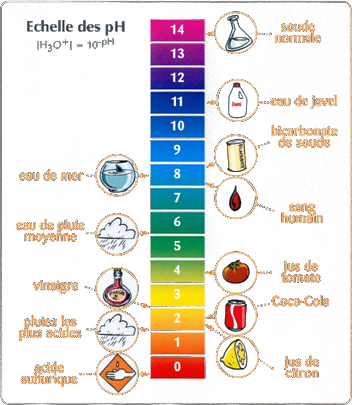 Echelle des pH
|H₃O⁺| = 10⁻ᵖᴴ
14
soude
normale
13
12
11
eau de javel
10
bicarbonate
de soude
9
eau de mer
8
7
sang
humain
eau de pluie
moyenne
6
5
jus de
tomate
4
vinaigre
3
Coca-Cola
pluies les
plus acides
2
1
jus de
citron
acide
sulfurique
0